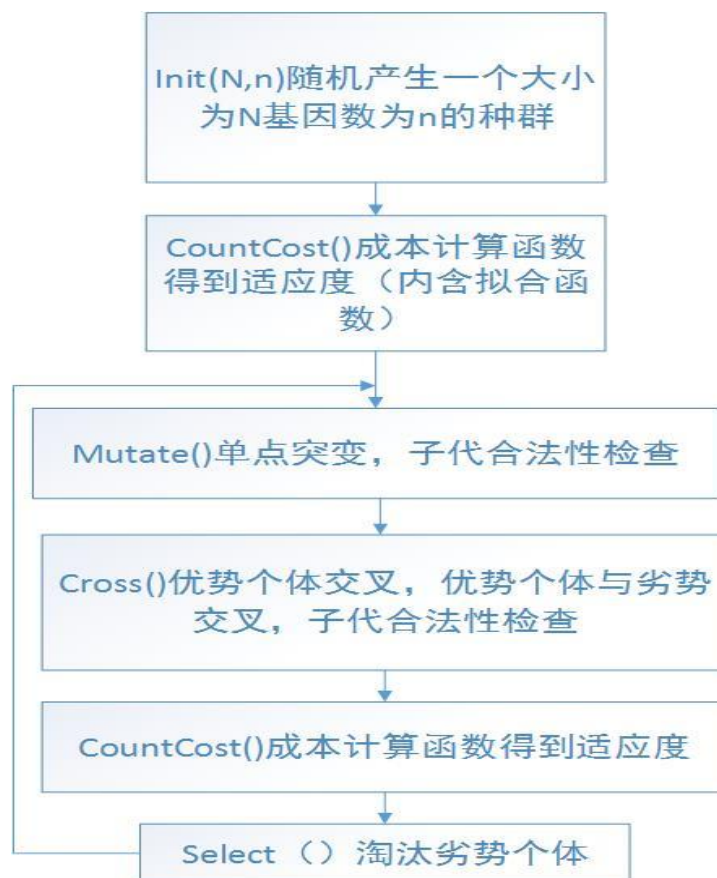 Init(N,n)随机产生一个大小
为N基因数为n的种群
CountCost()成本计算函数
得到适应度（内含拟合函
数）
Mutate()单点突变，子代合法性检查
Cross()优势个体交叉，优势个体与劣势
交叉，子代合法性检查
CountCost()成本计算函数得到适应度
Select（）淘汰劣势个体